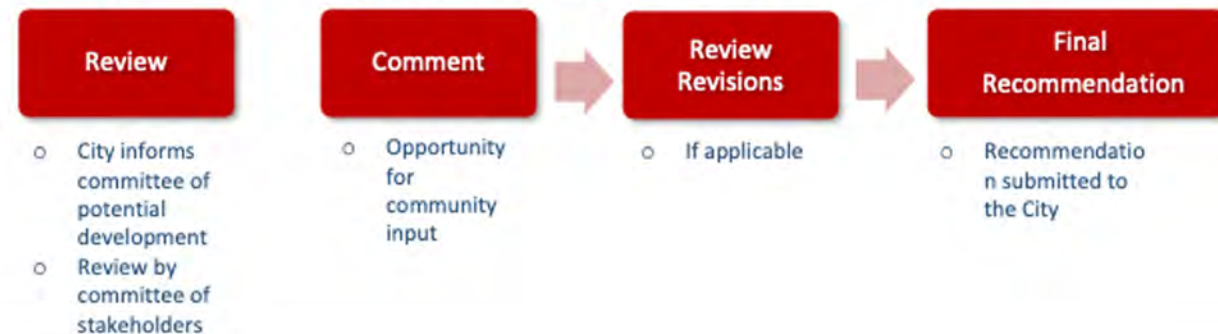 Review
City informs
committee of
potential
development
Review by
committee of
stakeholders
Comment
Opportunity
for
community
input
Review
Revisions
If applicable
Final
Recommendation
Recommendatio
n submitted to
the City